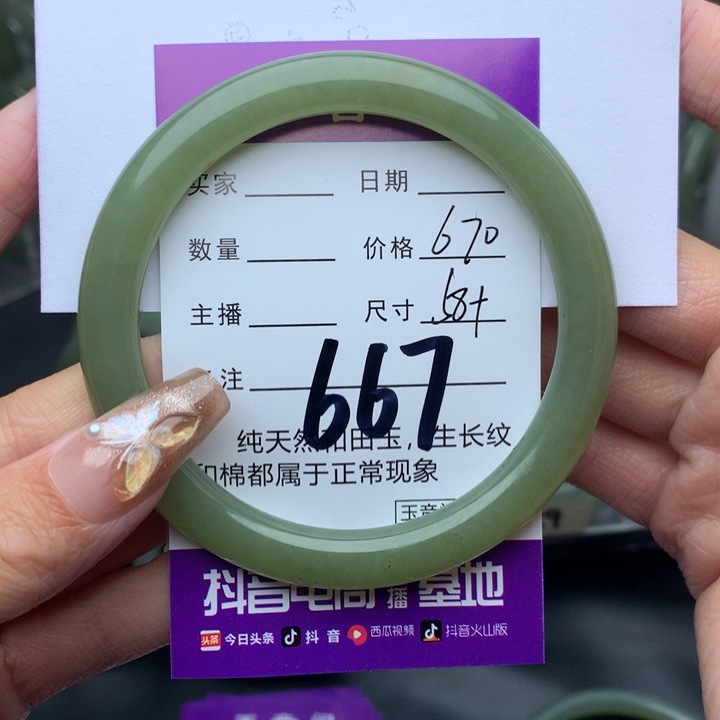 买家 日期
数量 价格 670
主播 尺寸 58+
注
667
纯天然和田玉，生长纹
和棉都属于正常现象
玉音
抖音电商直播基地
头条 今日头条 抖音 西瓜视频 抖音火山版